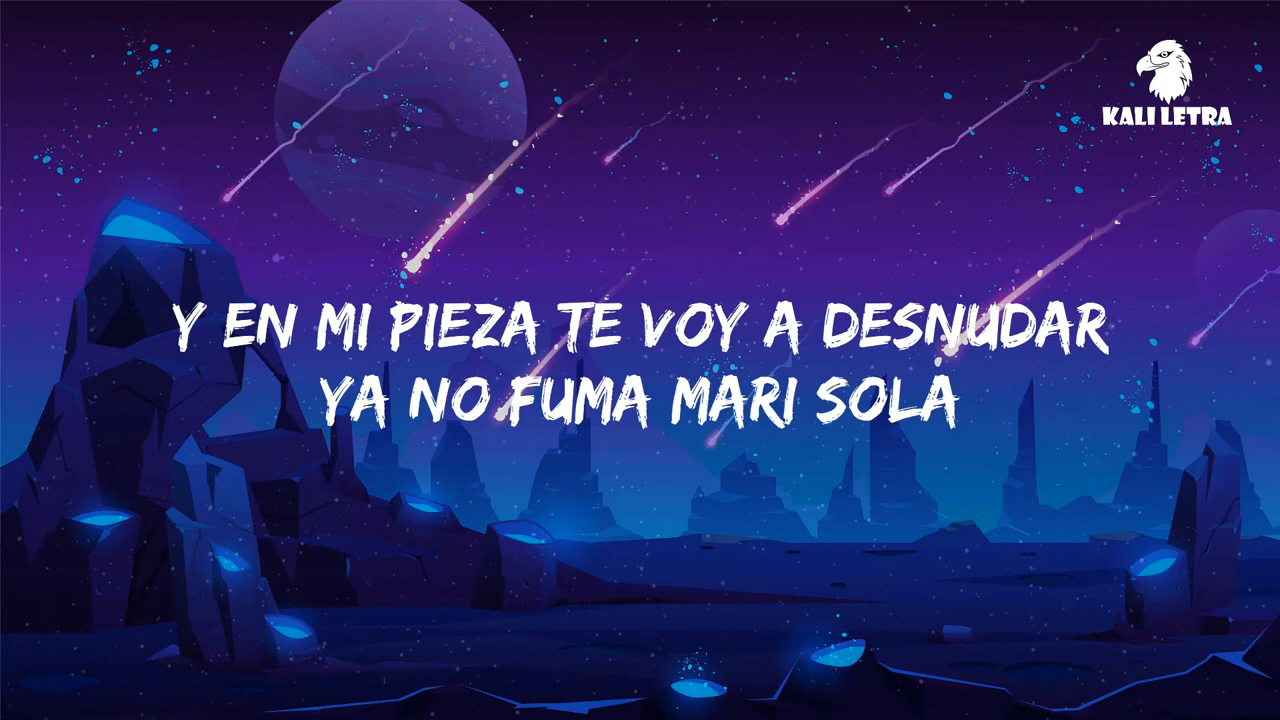 KALI LETRA
Y EN MI PIEZA TE VOY A DESNUDAR
YA NO FUMA MARI SOLA